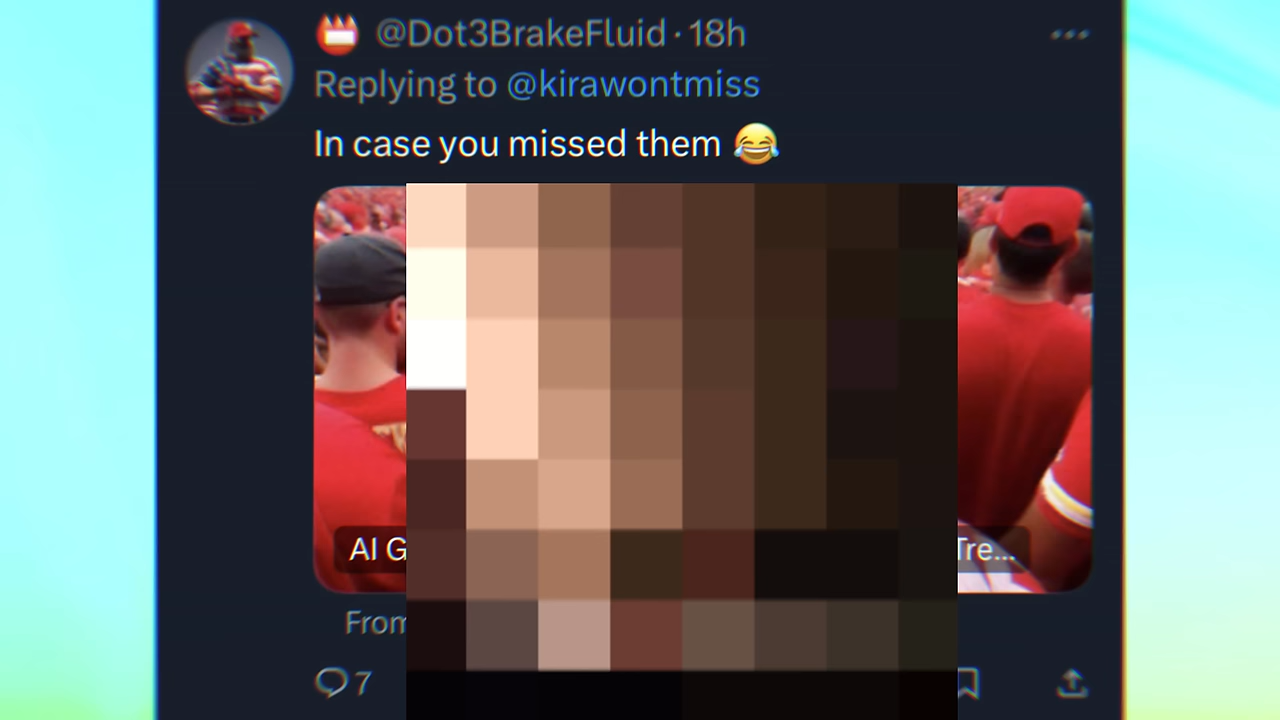 @Dot3BrakeFluid · 18h
Replying to @kirawontmiss
In case you missed them 😂
AI G
Tre...
From
7